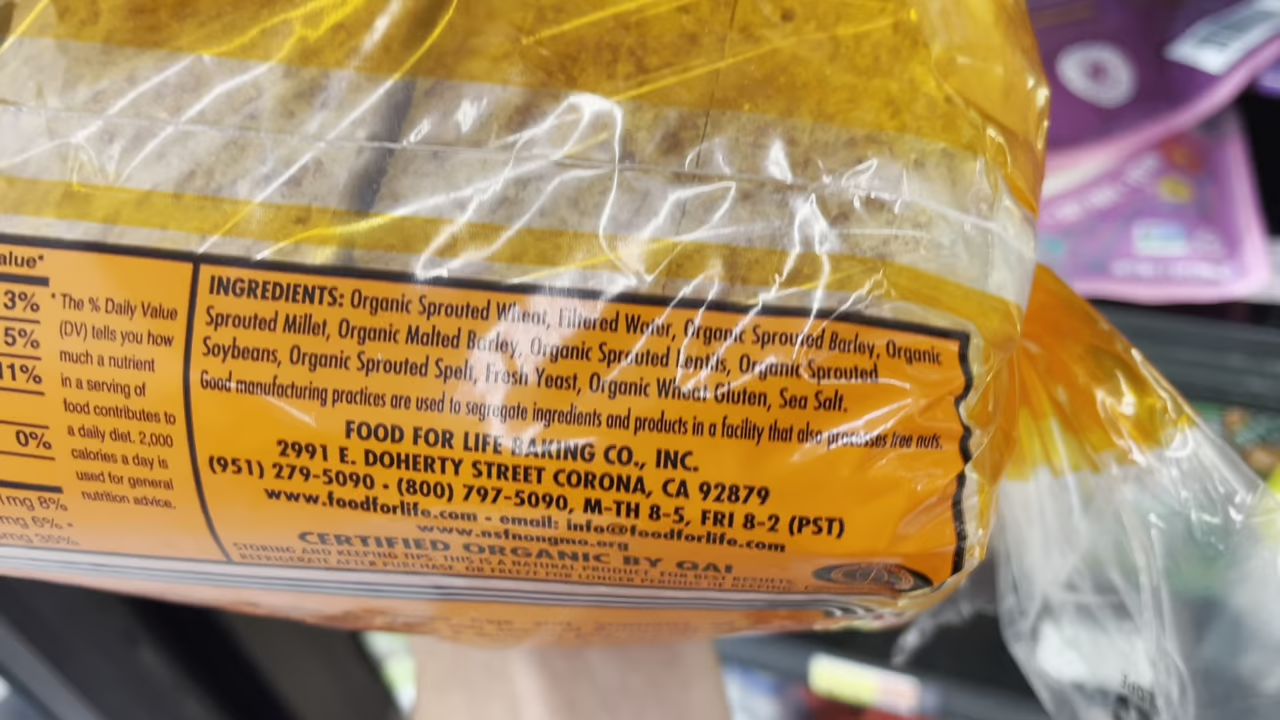 alue*
3%
5%
11%
0%
1mg 8%
mg 6% •
* The % Daily Value
(DV) tells you how
much a nutrient
in a serving of
food contributes to
a daily diet. 2,000
calories a day is
used for general
nutrition advice.
INGREDIENTS: Organic Sprouted Wheat, Filtered Water, Organic Sprouted Barley, Organic
Sprouted Millet, Organic Malted Barley, Organic Sprouted Lentils, Organic Sprouted
Soybeans, Organic Sprouted Spelt, Fresh Yeast, Organic Wheat Gluten, Sea Salt.
Good manufacturing practices are used to segregate ingredients and products in a facility that also processes tree nuts.
FOOD FOR LIFE BAKING CO., INC.
2991 E. DOHERTY STREET CORONA, CA 92879
(951) 279-5090 - (800) 797-5090, M-TH 8-5, FRI 8-2 (PST)
www.foodforlife.com - email: info@foodforlife.com
www.nsfnongmo.org
CERTIFIED ORGANIC BY QAI
STORING AND KEEPING TIPS: THIS IS A NATURAL PRODUCT. FOR BEST RESULTS,
REFRIGERATE AFTER PURCHASE, OR FREEZE FOR LONGER PERIODS OF KEEPING.